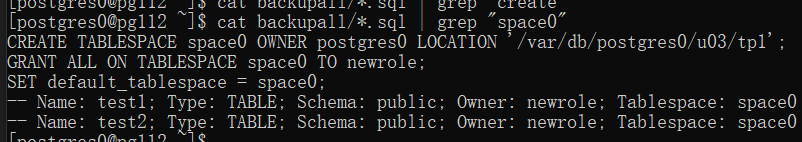 [postgres0@pg112 ~]$ cat backupall/*.sql | grep "create"
[postgres0@pg112 ~]$ cat backupall/*.sql | grep "space0"
CREATE TABLESPACE space0 OWNER postgres0 LOCATION '/var/db/postgres0/u03/tpl';
GRANT ALL ON TABLESPACE space0 TO newrole;
SET default_tablespace = space0;
-- Name: test1; Type: TABLE; Schema: public; Owner: newrole; Tablespace: space0
-- Name: test2; Type: TABLE; Schema: public; Owner: newrole; Tablespace: space0
[postgres0@pg112 ~]$